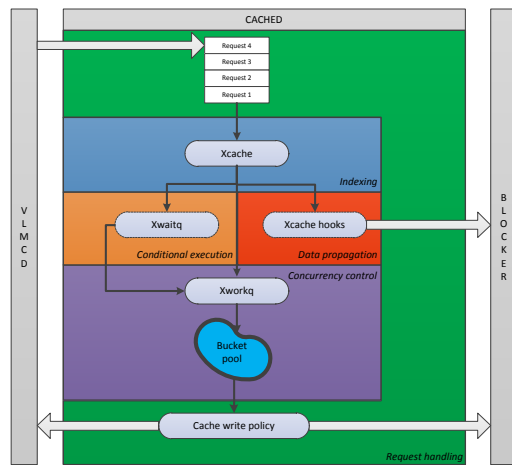 CACHED
Request 4
Request 3
Request 2
Request 1
Xcache
Indexing
V
L
M
C
D
B
L
O
C
K
E
R
Xwaitq
Xcache hooks
Conditional execution
Data propagation
Concurrency control
Xworkq
Bucket
pool
Cache write policy
Request handling